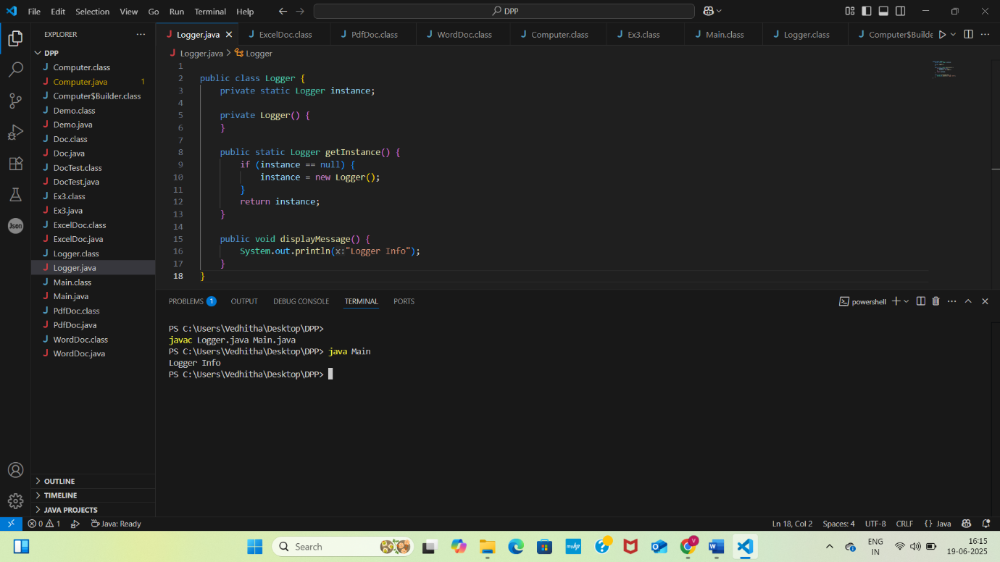 File Edit Selection View Go Run Terminal Help
DPP
EXPLORER
DPP
Computer.class
Computer.java 1
Computer$Builder.class
Demo.class
Demo.java
Doc.class
Doc.java
DocTest.class
DocTest.java
Ex3.class
Ex3.java
ExcelDoc.class
ExcelDoc.java
Logger.class
Logger.java
Main.class
Main.java
PdfDoc.class
PdfDoc.java
WordDoc.class
WordDoc.java
OUTLINE
TIMELINE
JAVA PROJECTS
Json
Logger.java ExcelDoc.class PdfDoc.class WordDoc.class Computer.class Ex3.class Main.class Logger.class Computer$Builde
Logger.java > Logger
1
2 public class Logger {
3 private static Logger instance;
4
5 private Logger() {
6 }
7
8 public static Logger getInstance() {
9 if (instance == null) {
10 instance = new Logger();
11 }
12 return instance;
13 }
14
15 public void displayMessage() {
16 System.out.println(x:"Logger Info");
17 }
18 }
PROBLEMS 1 OUTPUT DEBUG CONSOLE TERMINAL PORTS
powershell
PS C:\Users\Vedhitha\Desktop\DPP>
javac Logger.java Main.java
PS C:\Users\Vedhitha\Desktop\DPP> java Main
Logger Info
PS C:\Users\Vedhitha\Desktop\DPP>
0 1 Java: Ready
Ln 18, Col 2 Spaces: 4 UTF-8 CRLF {} Java
Search
myhp
V
ENG
IN
16:15
19-06-2025